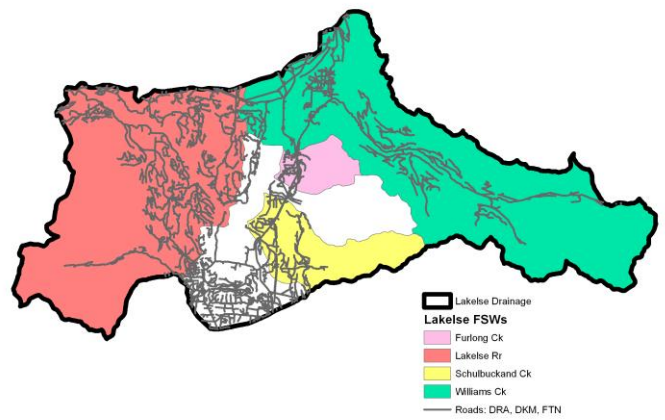 Lakelse Drainage
Lakelse FSWs
Furlong Ck
Lakelse Rr
Schulbuckand Ck
Williams Ck
Roads: DRA, DKM, FTN